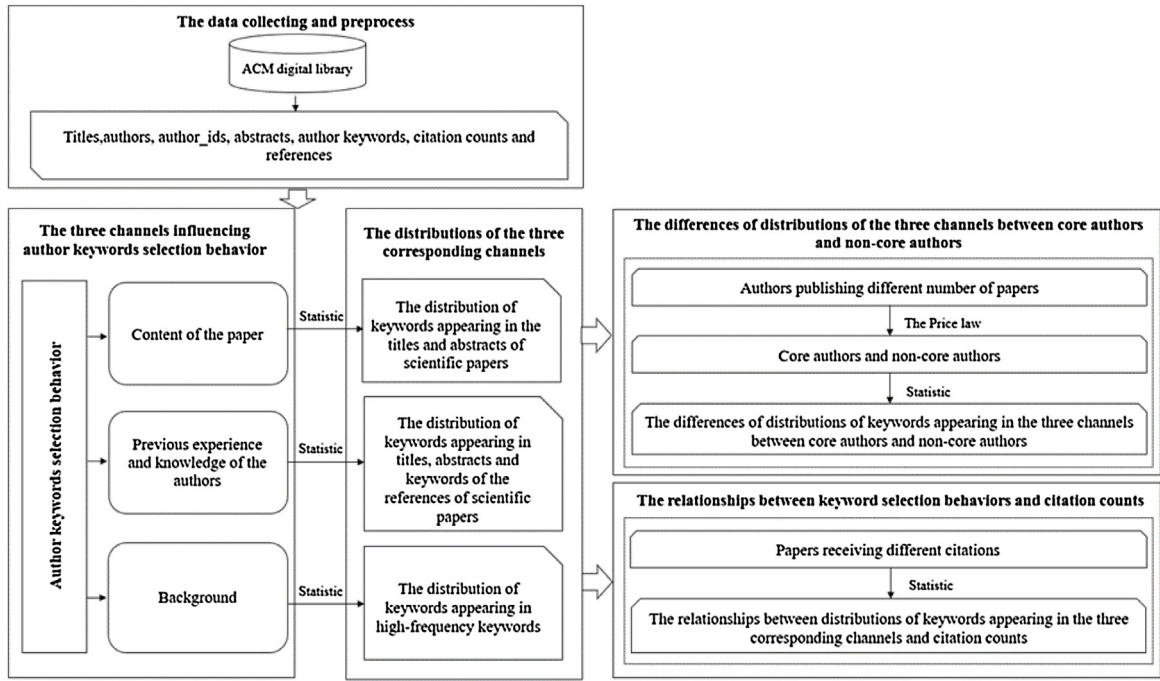 The data collecting and preprocess
ACM digital library
Titles,authors, author_ids, abstracts, author keywords, citation counts and
references
The three channels influencing
author keywords selection behavior
Author keywords selection behavior
Content of the paper
Previous experience
and knowledge of the
authors
Background
Statistic
Statistic
Statistic
The distributions of the three
corresponding channels
The distribution of
keywords appearing in the
titles and abstracts of
scientific papers
The distribution of
keywords appearing in
titles, abstracts and
keywords of the
references of scientific
papers
The distribution of
keywords appearing in
high-frequency keywords
The differences of distributions of the three channels between core authors
and non-core authors
Authors publishing different number of papers
The Price law
Core authors and non-core authors
Statistic
The differences of distributions of keywords appearing in the three channels
between core authors and non-core authors
The relationships between keyword selection behaviors and citation counts
Papers receiving different citations
Statistic
The relationships between distributions of keywords appearing in the three
corresponding channels and citation counts